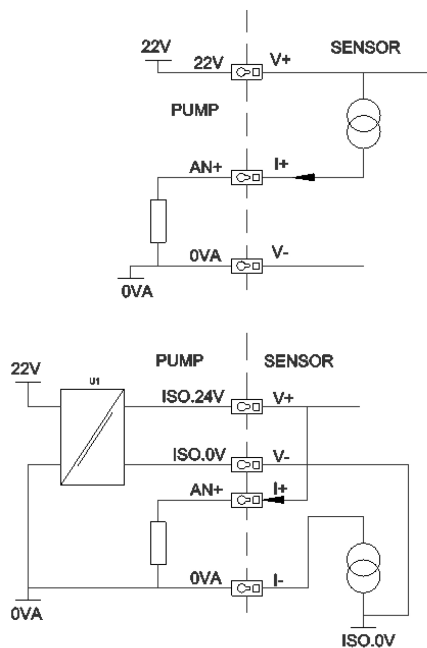 SENSOR
22V
22V V+
PUMP
AN+ I+
0VA V-
0VA
PUMP SENSOR
22V
U1
ISO.24V V+
ISO.0V V-
AN+ I+
0VA I-
0VA
ISO.0V